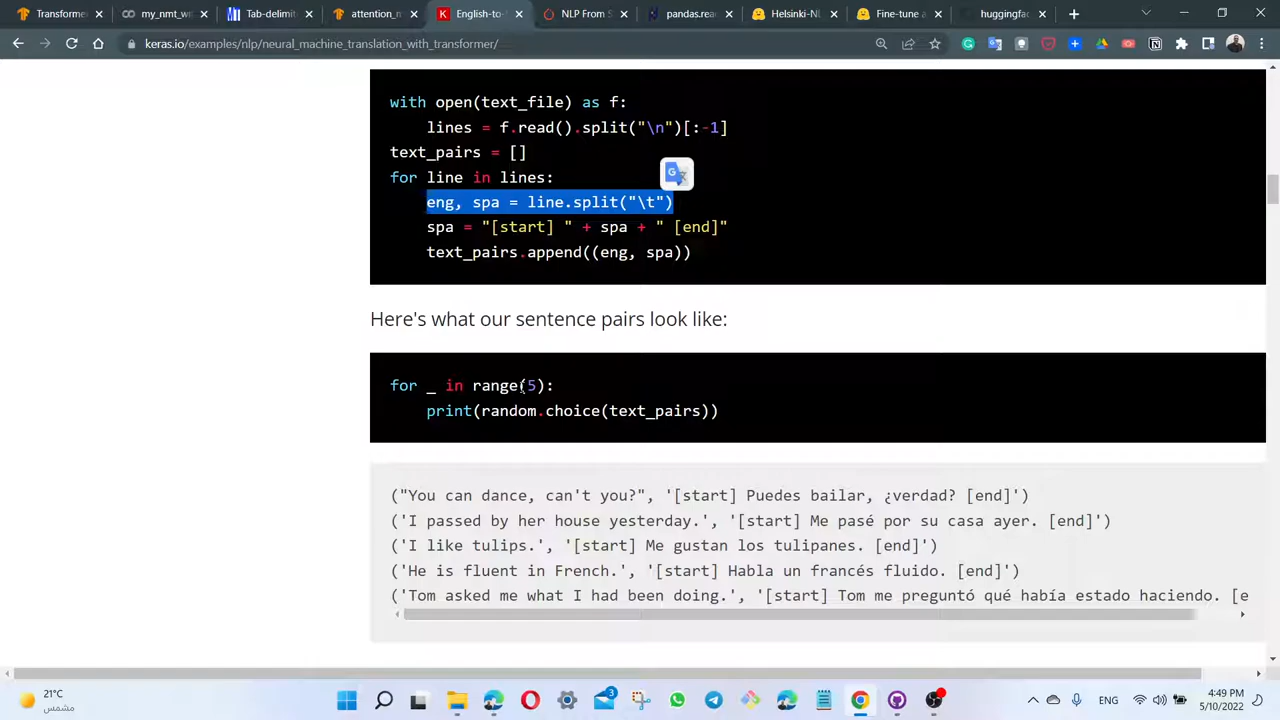 Transforme
my_nmt_w
Tab-delimit
attention_n
English-to-
NLP From S
pandas.rea
Helsinki-NL
Fine-tune a
huggingfac
keras.io/examples/nlp/neural_machine_translation_with_transformer/
with open(text_file) as f:
lines = f.read().split("\n")[:-1]
text_pairs = []
for line in lines:
eng, spa = line.split("\t")
spa = "[start] " + spa + " [end]"
text_pairs.append((eng, spa))
Here's what our sentence pairs look like:
for _ in range(5):
print(random.choice(text_pairs))
("You can dance, can't you?", '[start] Puedes bailar, ¿verdad? [end]')
('I passed by her house yesterday.', '[start] Me pasé por su casa ayer. [end]')
('I like tulips.', '[start] Me gustan los tulipanes. [end]')
('He is fluent in French.', '[start] Habla un francés fluido. [end]')
('Tom asked me what I had been doing.', '[start] Tom me preguntó qué había estado haciendo. [e
21°C
مشمس
3
ENG
4:49 PM
5/10/2022